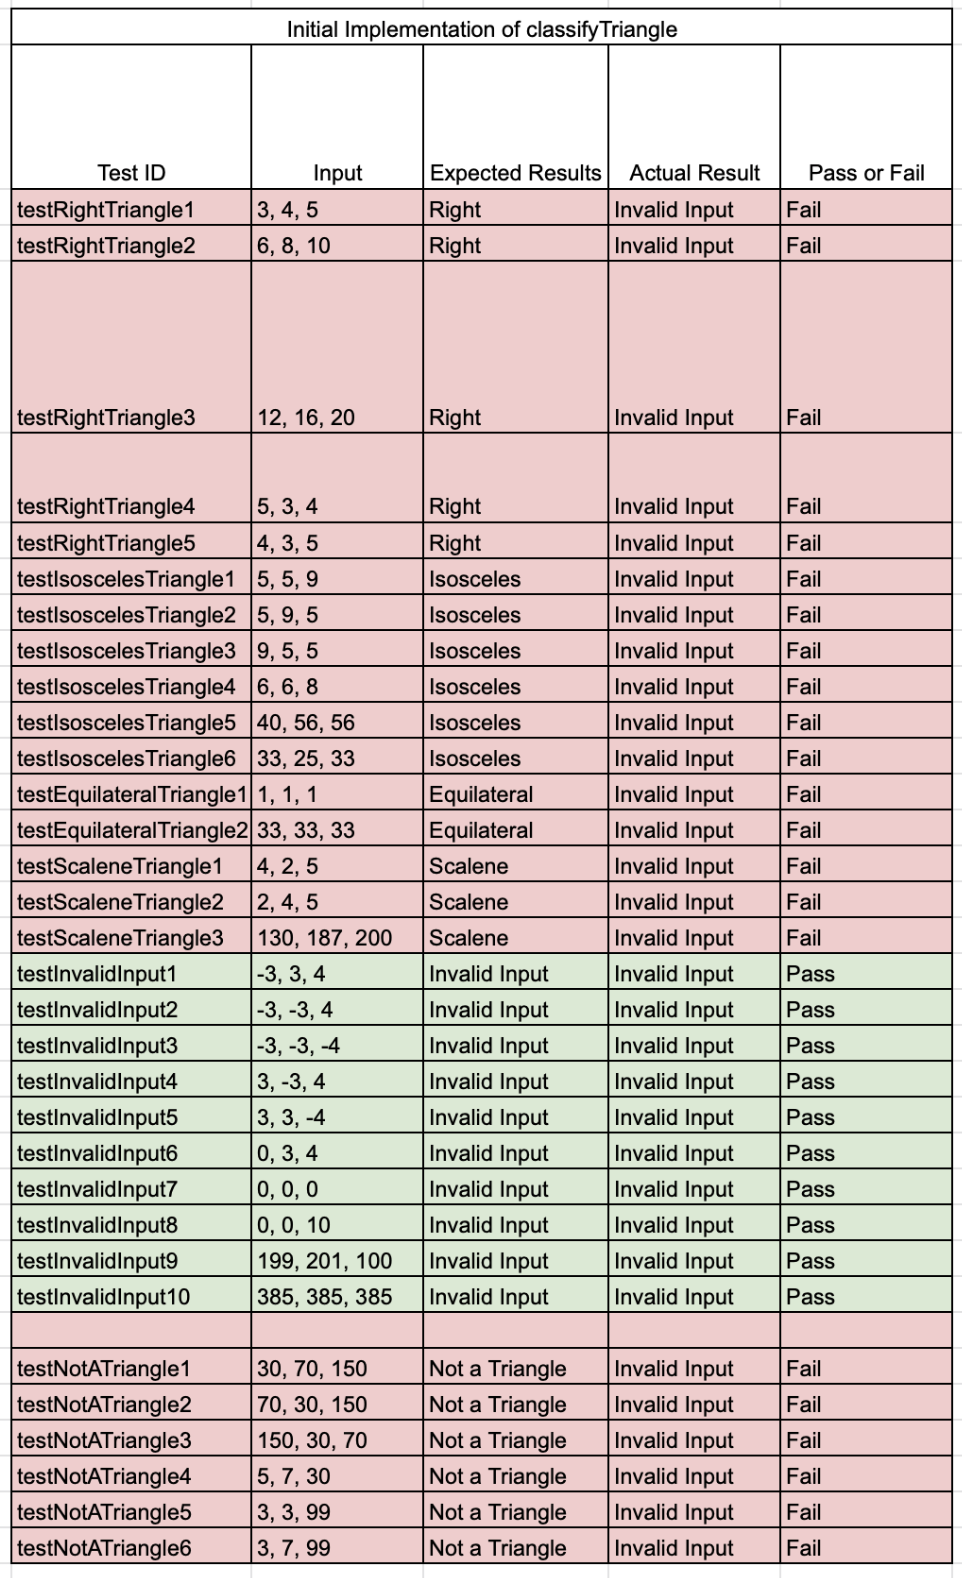 Initial Implementation of classifyTriangle
Test ID Input Expected Results Actual Result Pass or Fail
testRightTriangle1 3, 4, 5 Right Invalid Input Fail
testRightTriangle2 6, 8, 10 Right Invalid Input Fail
testRightTriangle3 12, 16, 20 Right Invalid Input Fail
testRightTriangle4 5, 3, 4 Right Invalid Input Fail
testRightTriangle5 4, 3, 5 Right Invalid Input Fail
testIsoscelesTriangle1 5, 5, 9 Isosceles Invalid Input Fail
testIsoscelesTriangle2 5, 9, 5 Isosceles Invalid Input Fail
testIsoscelesTriangle3 9, 5, 5 Isosceles Invalid Input Fail
testIsoscelesTriangle4 6, 6, 8 Isosceles Invalid Input Fail
testIsoscelesTriangle5 40, 56, 56 Isosceles Invalid Input Fail
testIsoscelesTriangle6 33, 25, 33 Isosceles Invalid Input Fail
testEquilateralTriangle1 1, 1, 1 Equilateral Invalid Input Fail
testEquilateralTriangle2 33, 33, 33 Equilateral Invalid Input Fail
testScaleneTriangle1 4, 2, 5 Scalene Invalid Input Fail
testScaleneTriangle2 2, 4, 5 Scalene Invalid Input Fail
testScaleneTriangle3 130, 187, 200 Scalene Invalid Input Fail
testInvalidInput1 -3, 3, 4 Invalid Input Invalid Input Pass
testInvalidInput2 -3, -3, 4 Invalid Input Invalid Input Pass
testInvalidInput3 -3, -3, -4 Invalid Input Invalid Input Pass
testInvalidInput4 3, -3, 4 Invalid Input Invalid Input Pass
testInvalidInput5 3, 3, -4 Invalid Input Invalid Input Pass
testInvalidInput6 0, 3, 4 Invalid Input Invalid Input Pass
testInvalidInput7 0, 0, 0 Invalid Input Invalid Input Pass
testInvalidInput8 0, 0, 10 Invalid Input Invalid Input Pass
testInvalidInput9 199, 201, 100 Invalid Input Invalid Input Pass
testInvalidInput10 385, 385, 385 Invalid Input Invalid Input Pass
testNotATriangle1 30, 70, 150 Not a Triangle Invalid Input Fail
testNotATriangle2 70, 30, 150 Not a Triangle Invalid Input Fail
testNotATriangle3 150, 30, 70 Not a Triangle Invalid Input Fail
testNotATriangle4 5, 7, 30 Not a Triangle Invalid Input Fail
testNotATriangle5 3, 3, 99 Not a Triangle Invalid Input Fail
testNotATriangle6 3, 7, 99 Not a Triangle Invalid Input Fail